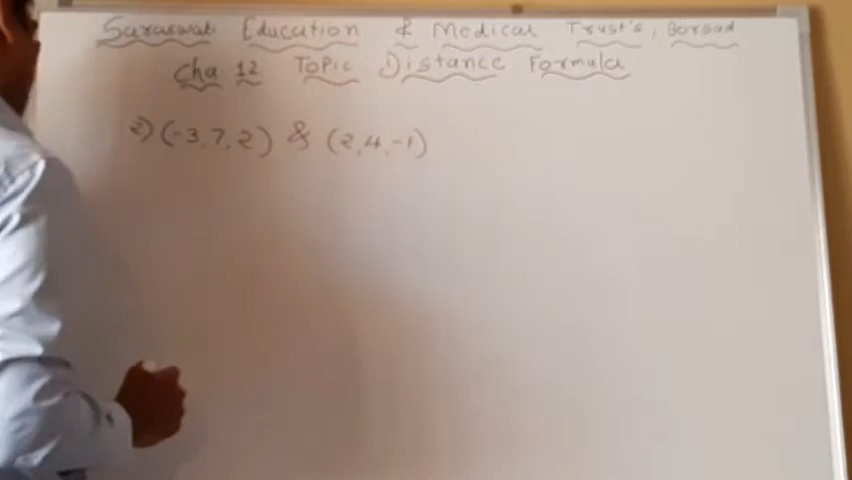 Saraswati Education & Medical Trust's, Borsad
Cha 12 Topic Distance Formula
2) (-3,7,2) & (2,4,-1)